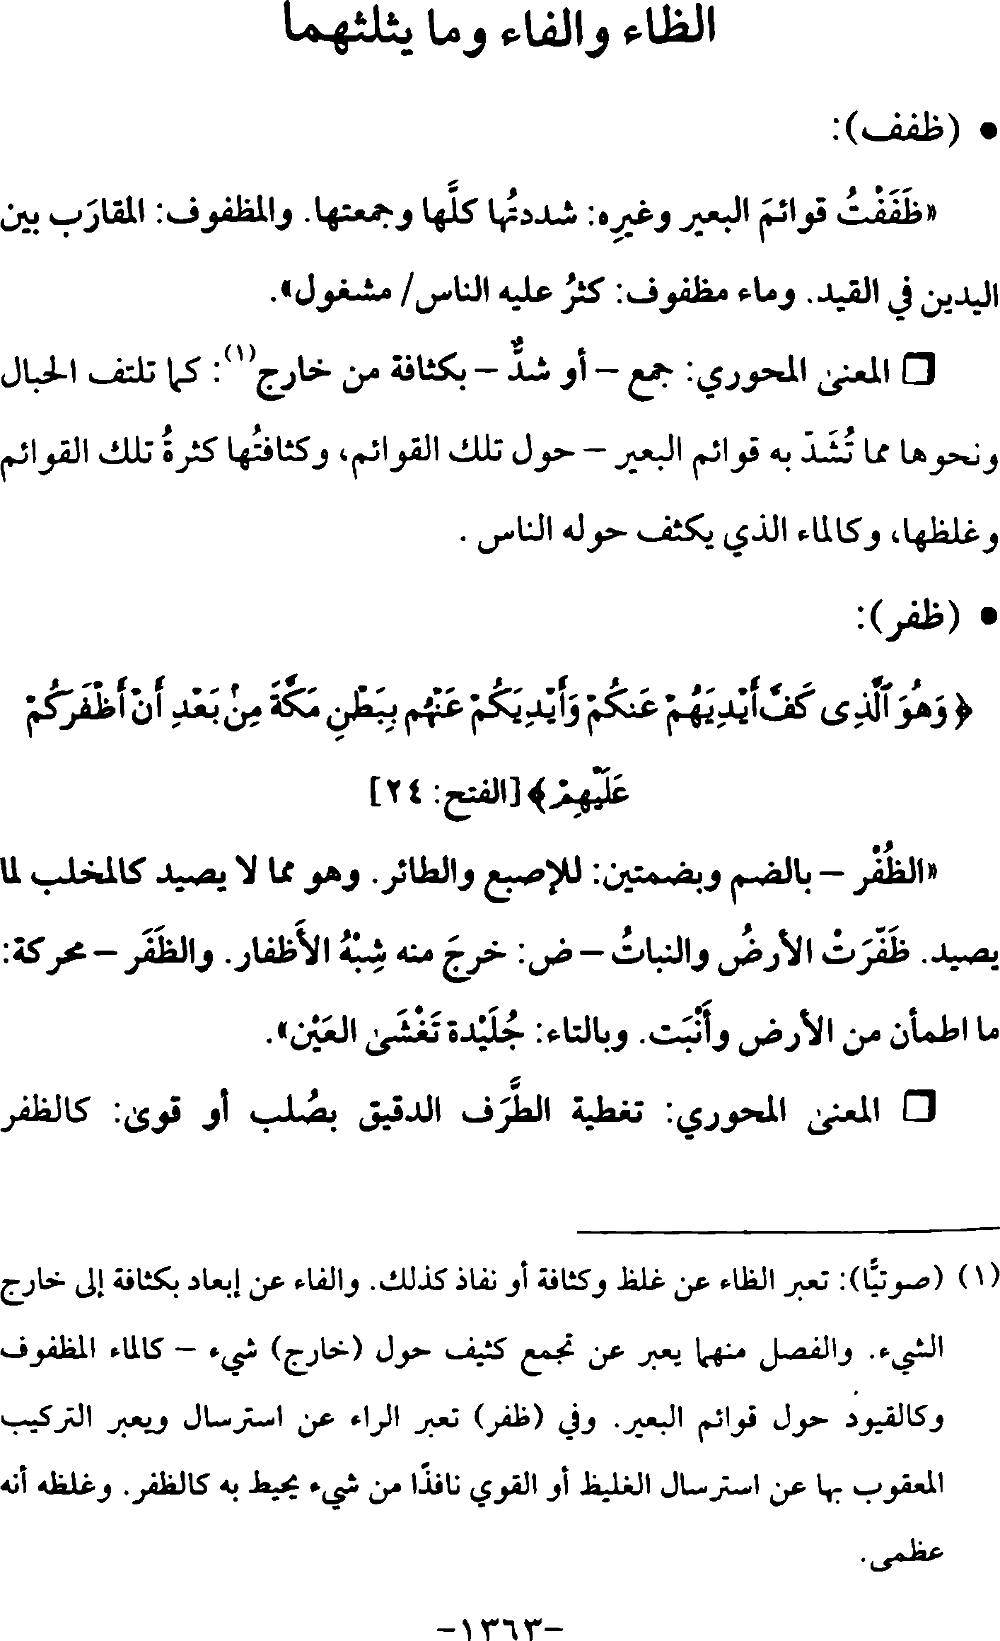 الظاء والفاء وما يثلثهما
• (ظفف):
«ظَفَفْتُ قوائمَ البعير وغيرِه: شددتُها كلَّها وجمعتها. والمظفوف: المقارَب بين
اليدين في القيد. وماء مظفوف: كثُر عليه الناس/ مشغول».
□ المعنى المحوري: جمع – أو شدٌّ – بكثافة من خارج(١): كما تلتف الحبال
ونحوها مما تُشَدّ به قوائم البعير – حول تلك القوائم، وكثافتُها كثرةُ تلك القوائم
وغلظها، وكالماء الذي يكثف حوله الناس .
• (ظفر):
﴿ وَهُوَ ٱلَّذِى كَفَّ أَيْدِيَهُمْ عَنكُمْ وَأَيْدِيَكُمْ عَنْهُم بِبَطْنِ مَكَّةَ مِنْ بَعْدِ أَنْ أَظْفَرَكُمْ
عَلَيْهِمْ ﴾ [الفتح: ٢٤]
«الظُفْر – بالضم وبضمتين: للإصبع والطائر. وهو مما لا يصيد كالمخلب لما
يصيد. ظَفّرَتْ الأرضُ والنباتُ – ض: خرجَ منه شِبْهُ الأَظفار. والظَفَر – محركة:
ما اطمأن من الأرض وأَنْبَت. وبالتاء: جُلَيْدة تَغْشَى العَيْن».
□ المعنى المحوري: تغطية الطَّرَف الدقيق بصُلب أو قوى: كالظفر
(١) (صوتيًّا): تعبر الظاء عن غلظ وكثافة أو نفاذ كذلك. والفاء عن إبعاد بكثافة إلى خارج
الشيء. والفصل منهما يعبر عن تجمع كثيف حول (خارج) شيء – كالماء المظفوف
وكالقيود حول قوائم البعير. وفي (ظفر) تعبر الراء عن استرسال ويعبر التركيب
المعقوب بها عن استرسال الغليظ أو القوي نافذًا من شيء يحيط به كالظفر. وغلظه أنه
عظمى.
-١٣٦٣-